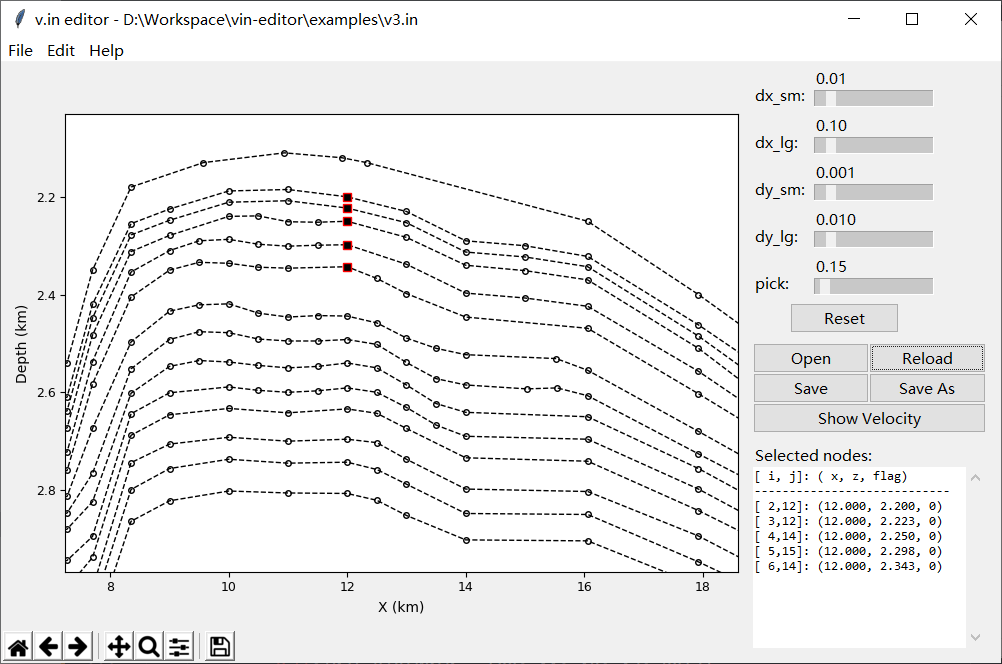 v.in editor - D:\Workspace\vin-editor\examples\v3.in
File Edit Help
0.01
dx_sm:
0.10
dx_lg:
0.001
dy_sm:
0.010
dy_lg:
0.15
pick:
Reset
Open Reload
Save Save As
Show Velocity
Selected nodes:
[ i, j]: ( x, z, flag)
--------------------------
[ 2,12]: (12.000, 2.200, 0)
[ 3,12]: (12.000, 2.223, 0)
[ 4,14]: (12.000, 2.250, 0)
[ 5,15]: (12.000, 2.298, 0)
[ 6,14]: (12.000, 2.343, 0)
Depth (km)
2.2
2.4
2.6
2.8
8 10 12 14 16 18
X (km)